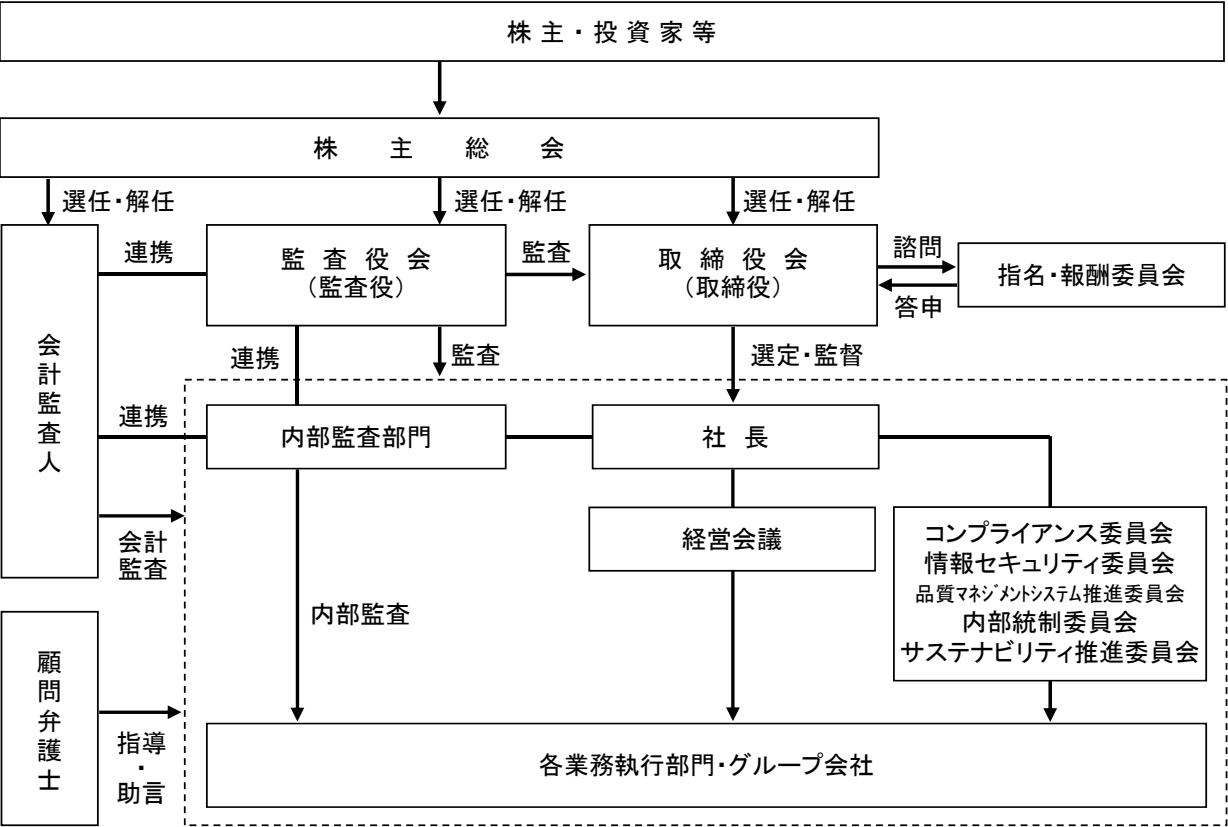 株主・投資家等
株主総会
選任・解任
選任・解任
選任・解任
会計監査人
連携
監査役会
(監査役)
監査
取締役会
(取締役)
諮問
答申
指名・報酬委員会
連携
監査
選定・監督
連携
内部監査部門
社長
会計
監査
経営会議
コンプライアンス委員会
情報セキュリティ委員会
品質マネジメントシステム推進委員会
内部統制委員会
サステナビリティ推進委員会
内部監査
顧問弁護士
指導
・
助言
各業務執行部門・グループ会社